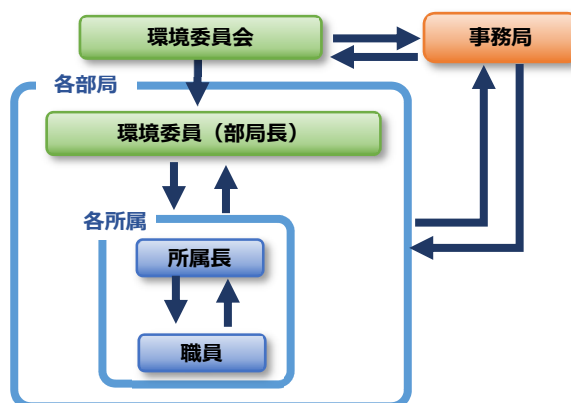 環境委員会
事務局
各部局
環境委員（部局長）
各所属
所属長
職員